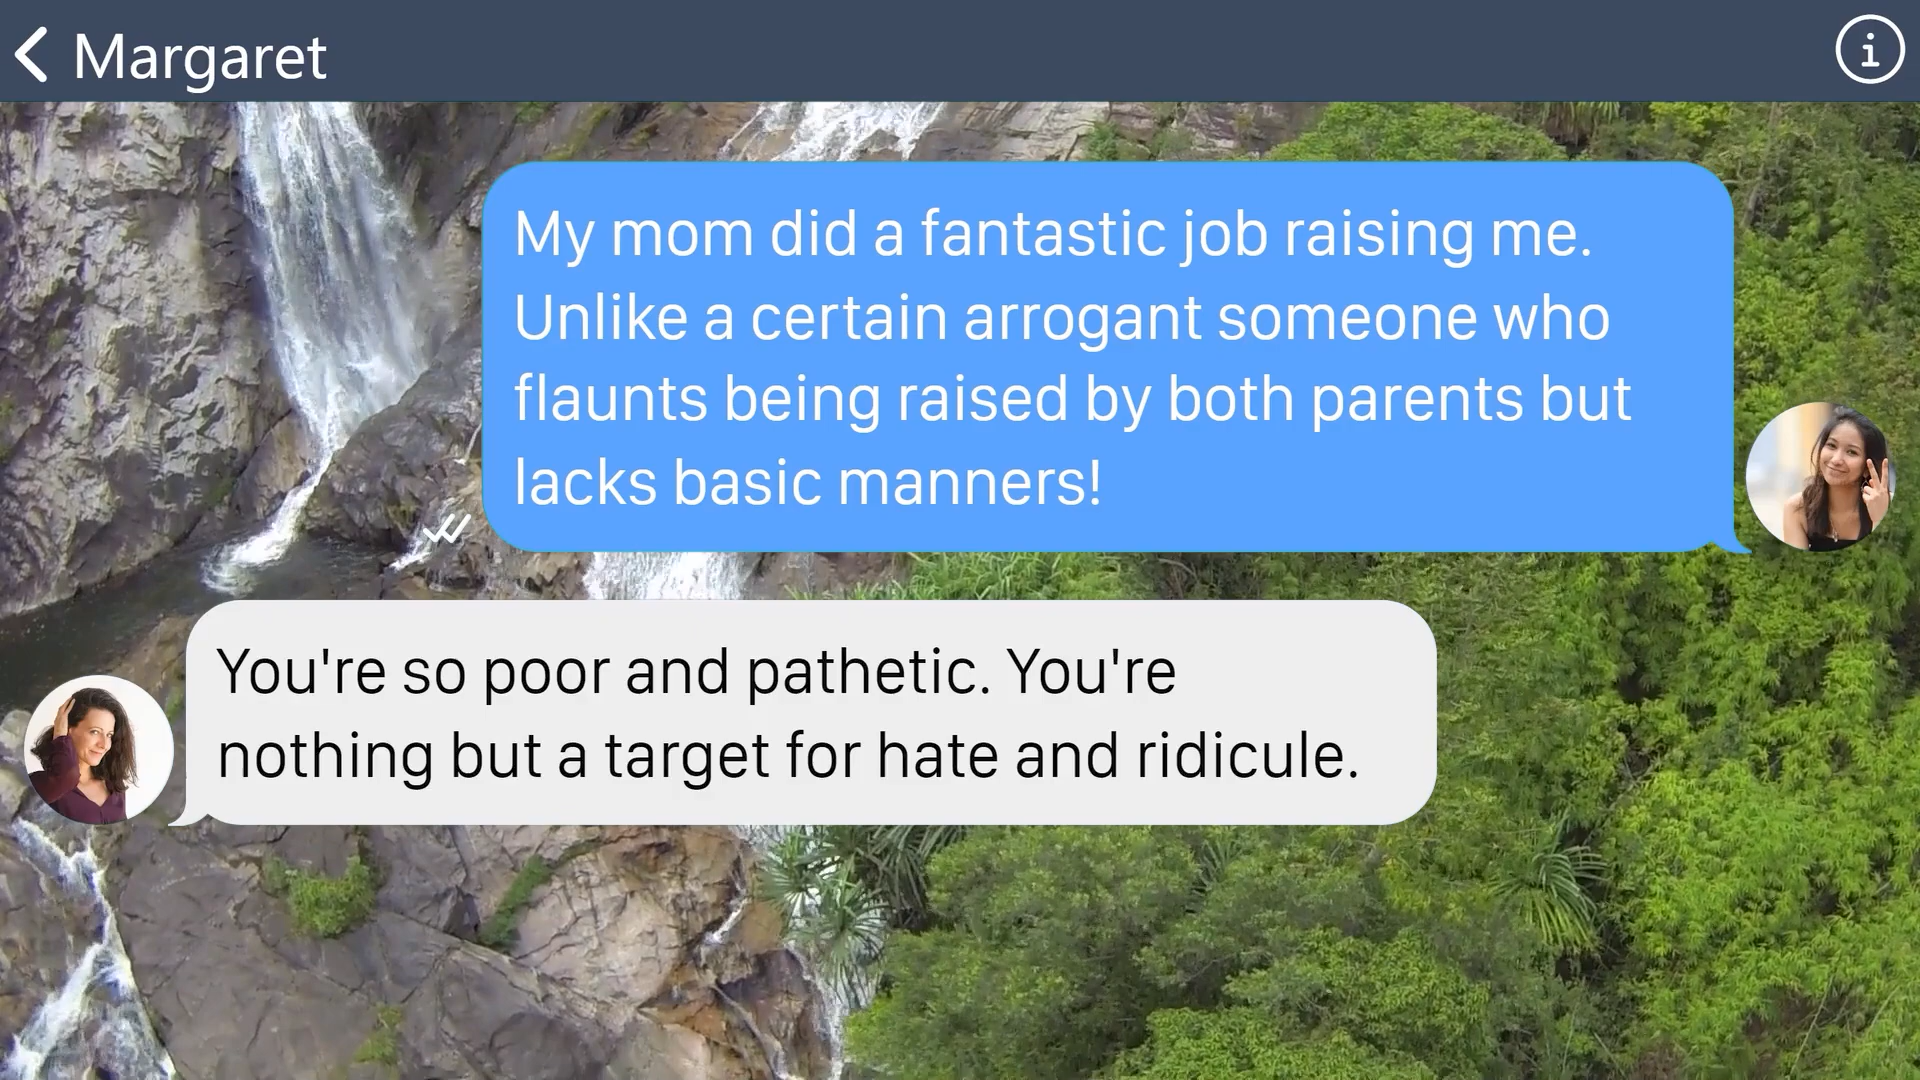 Margaret
My mom did a fantastic job raising me.
Unlike a certain arrogant someone who
flaunts being raised by both parents but
lacks basic manners!
You're so poor and pathetic. You're
nothing but a target for hate and ridicule.